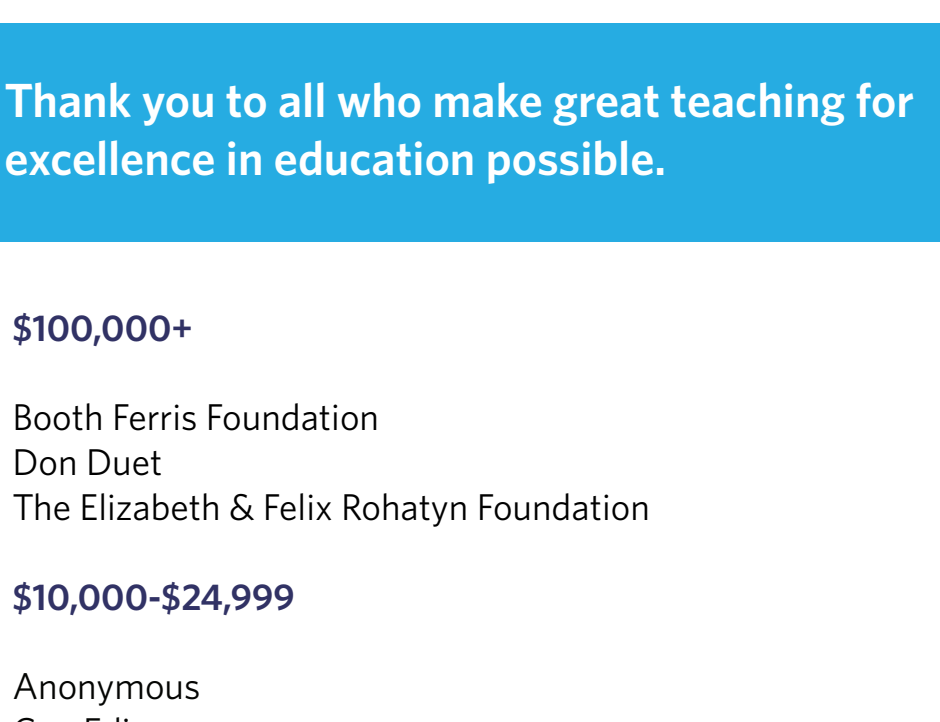 Thank you to all who make great teaching for
excellence in education possible.
$100,000+
Booth Ferris Foundation
Don Duet
The Elizabeth & Felix Rohatyn Foundation
$10,000-$24,999
Anonymous